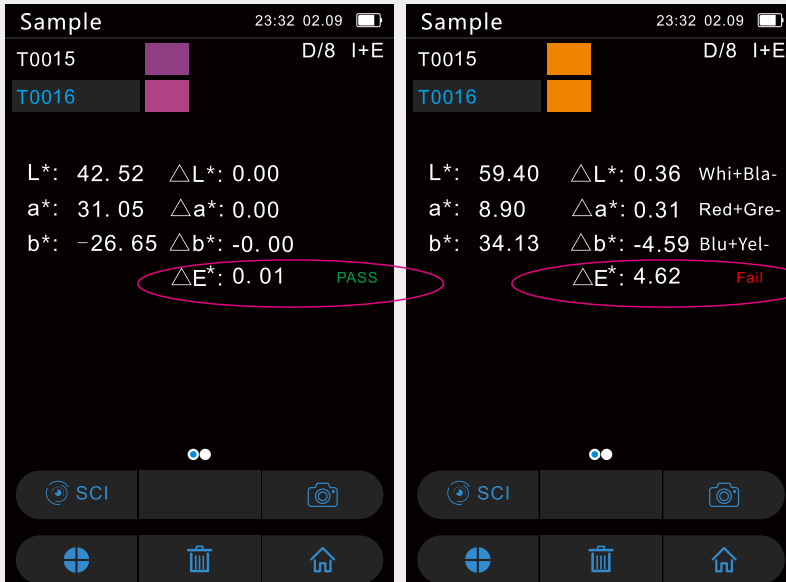 Sample 23:32 02.09
T0015 D/8 I+E
T0016
L*: 42.52 △L*: 0.00
a*: 31.05 △a*: 0.00
b*: -26.65 △b*: -0.00
△E*: 0.01 PASS
SCI
Sample 23:32 02.09
T0015 D/8 I+E
T0016
L*: 59.40 △L*: 0.36 Whi+Bla-
a*: 8.90 △a*: 0.31 Red+Gre-
b*: 34.13 △b*: -4.59 Blu+Yel-
△E*: 4.62 Fail
SCI